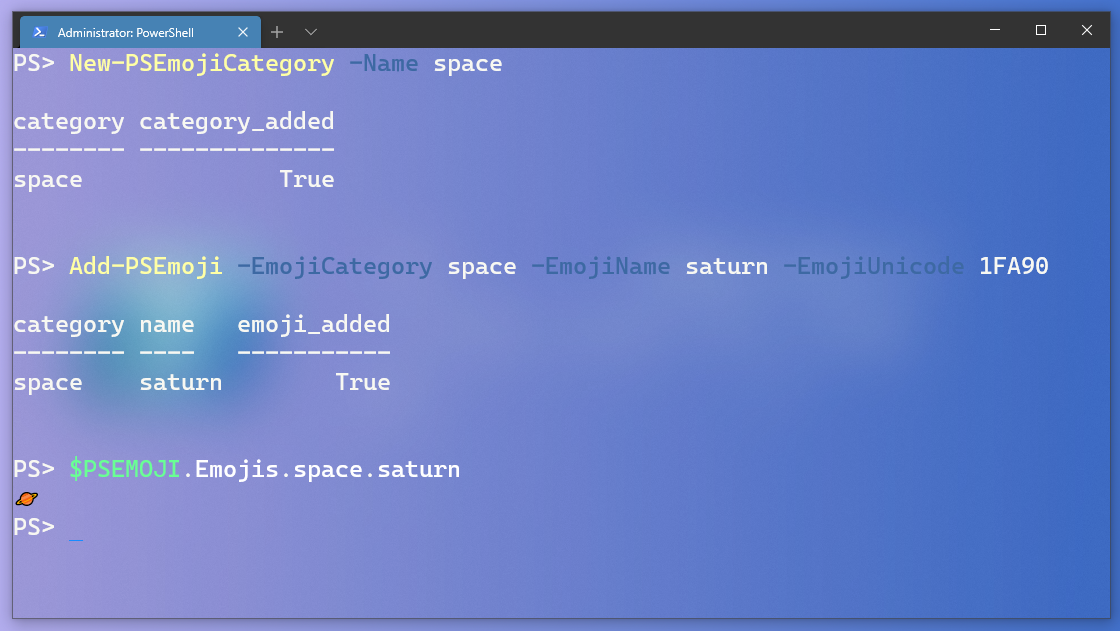 Administrator: PowerShell
PS> New-PSEmojiCategory -Name space
category category_added
-------- --------------
space True
PS> Add-PSEmoji -EmojiCategory space -EmojiName saturn -EmojiUnicode 1FA90
category name emoji_added
-------- ---- -----------
space saturn True
PS> $PSEMOJI.Emojis.space.saturn
🪐
PS> _